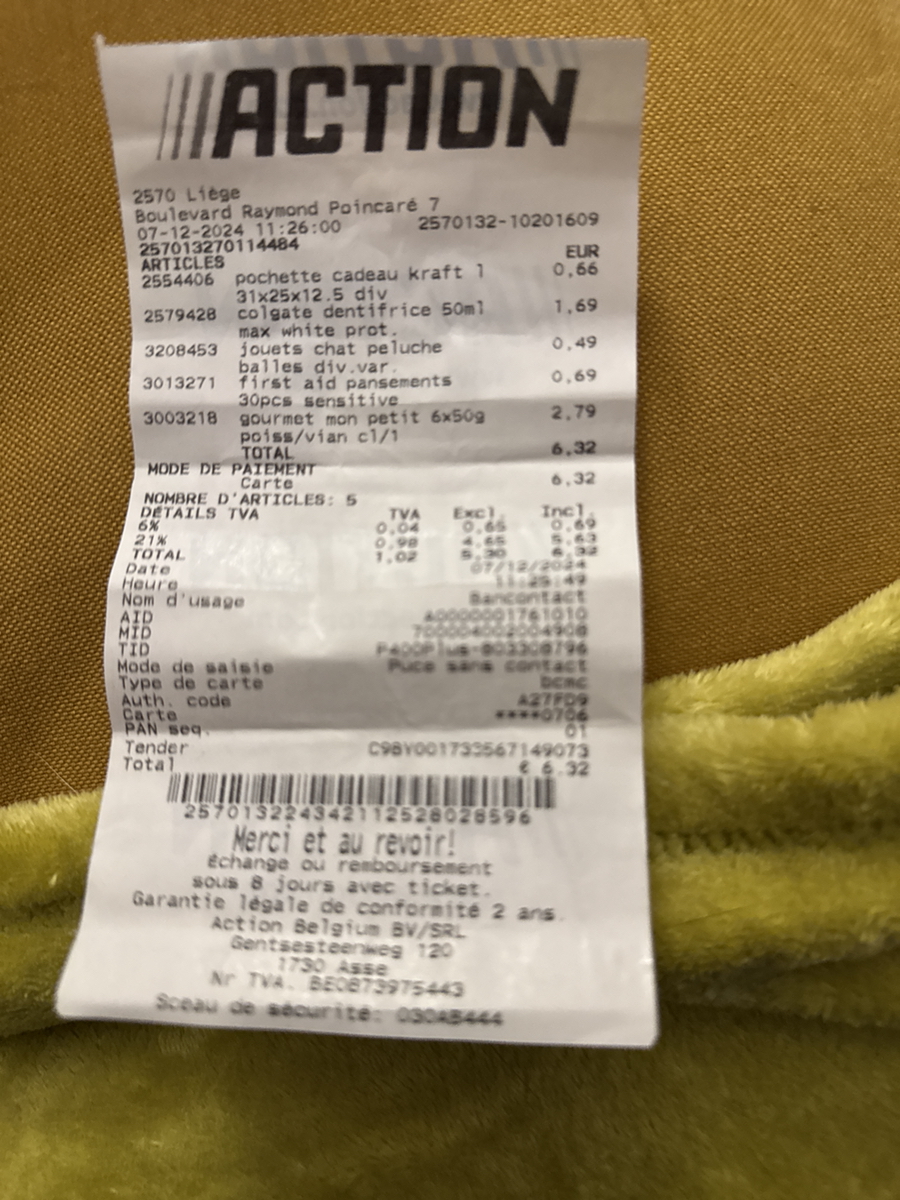 ACTION
2570 Liège
Boulevard Raymond Poincaré 7
07-12-2024 11:26:00 2570132-10201609
257013270114484
ARTICLES EUR
2554406 pochette cadeau kraft l 0,66
31x25x12.5 div
2579428 colgate dentifrice 50ml 1,69
max white prot.
3208453 jouets chat peluche 0,49
balles div.var.
3013271 first aid pansements 0,69
30pcs sensitive
3003218 gourmet mon petit 6x50g 2,79
poiss/vian cl/1
TOTAL 6,32
MODE DE PAIEMENT
Carte 6,32
NOMBRE D'ARTICLES: 5
DÉTAILS TVA TVA Excl. Incl.
6% 0,04 0,65 0,69
21% 0,98 4,65 5,63
TOTAL 1,02 5,30 6,32
Date 07/12/2024
Heure 11:25:49
Nom d'usage Bancontact
AID A0000001761010
MID
TID
Mode de saisie Puce sans contact
Type de carte bcmc
Auth. code A27FD9
Carte ****0706
PAN seq. 01
Tender C98Y001733567149073
Total € 6.32
257013224342112528028596
Merci et au revoir!
Échange ou remboursement
sous 8 jours avec ticket.
Garantie légale de conformité 2 ans.
Action Belgium BV/SRL
Gentsesteenweg 120
1730 Asse
Nr TVA. BE0873975443
Sceau de sécurité: 030AB444